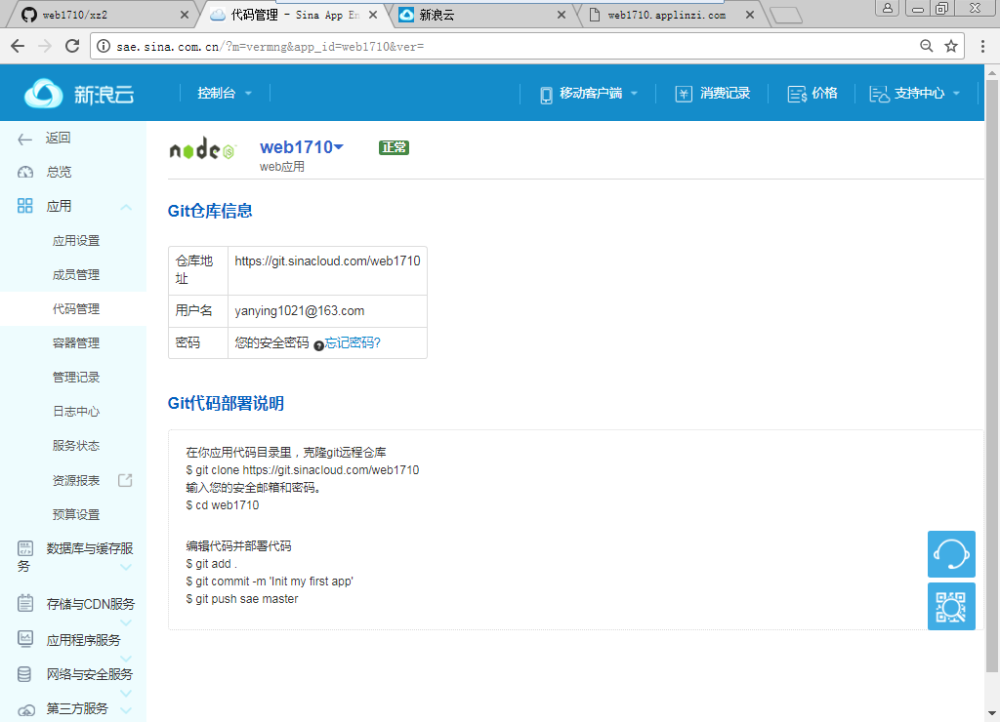 web1710/xz2
代码管理 - Sina App En
新浪云
web1710.applinzi.com
sae.sina.com.cn/?m=vermng&app_id=web1710&ver=
新浪云
控制台
移动客户端
消费记录
价格
支持中心
返回
总览
应用
应用设置
成员管理
代码管理
容器管理
管理记录
日志中心
服务状态
资源报表
预算设置
数据库与缓存服
务
存储与CDN服务
应用程序服务
网络与安全服务
第三方服务
node
JS
web1710
正常
web应用
Git仓库信息
仓库地
址
https://git.sinacloud.com/web1710
用户名
yanying1021@163.com
密码
您的安全密码 ?忘记密码?
Git代码部署说明
在你应用代码目录里，克隆git远程仓库
$ git clone https://git.sinacloud.com/web1710
输入您的安全邮箱和密码。
$ cd web1710
编辑代码并部署代码
$ git add .
$ git commit -m 'Init my first app'
$ git push sae master